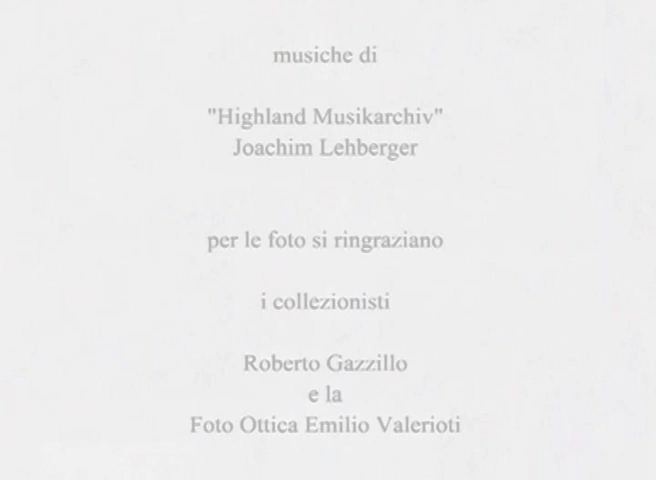 musiche di
"Highland Musikarchiv"
Joachim Lehberger
per le foto si ringraziano
i collezionisti
Roberto Gazzillo
e la
Foto Ottica Emilio Valerioti